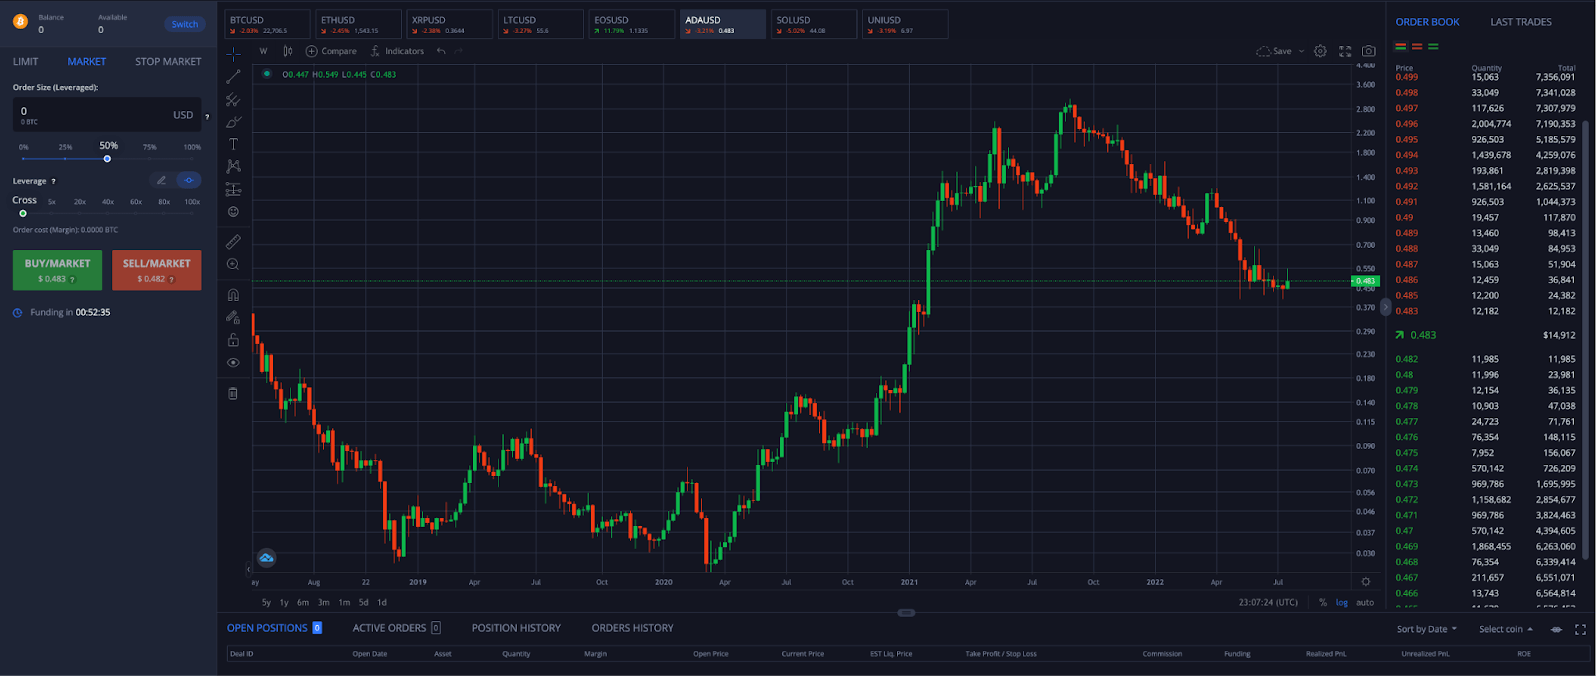 Balance
0
Available
0
Switch
LIMIT MARKET STOP MARKET
Order Size (Leveraged):
0 USD ?
0 BTC
0% 25% 50% 75% 100%
Leverage ?
Cross 5x 20x 40x 60x 80x 100x
Order cost (Margin): 0.0000 BTC
BUY/MARKET
$ 0.483 ?
SELL/MARKET
$ 0.482 ?
Funding in 00:52:35
BTCUSD
-2.03% 22,706.5
ETHUSD
-2.45% 1,543.15
XRPUSD
-2.38% 0.3644
LTCUSD
-3.27% 55.6
EOSUSD
11.79% 1.1335
ADAUSD
-3.21% 0.483
SOLUSD
-5.02% 44.08
UNIUSD
-3.19% 6.97
W Compare Indicators Save
O0.447 H0.549 L0.445 C0.483
4.400
3.600
2.800
2.200
1.800
1.400
1.100
0.900
0.700
0.550
0.483
0.450
0.370
0.290
0.230
0.180
0.140
0.115
0.090
0.070
0.056
0.046
0.037
0.030
ay Aug 22 2019 Apr Jul Oct 2020 Apr Jul Oct 2021 Apr Jul Oct 2022 Apr Jul
5y 1y 6m 3m 1m 5d 1d 23:07:24 (UTC) % log auto
ORDER BOOK LAST TRADES
Price Quantity Total
0.499 15,063 7,356,091
0.498 33,049 7,341,028
0.497 117,626 7,307,979
0.496 2,004,774 7,190,353
0.495 926,503 5,185,579
0.494 1,439,678 4,259,076
0.493 193,861 2,819,398
0.492 1,581,164 2,625,537
0.491 926,503 1,044,373
0.49 19,457 117,870
0.489 13,460 98,413
0.488 33,049 84,953
0.487 15,063 51,904
0.486 12,459 36,841
0.485 12,200 24,382
0.483 12,182 12,182
0.483 $14,912
0.482 11,985 11,985
0.48 11,996 23,981
0.479 12,154 36,135
0.478 10,903 47,038
0.477 24,723 71,761
0.476 76,354 148,115
0.475 7,952 156,067
0.474 570,142 726,209
0.473 969,786 1,695,995
0.472 1,158,682 2,854,677
0.471 969,786 3,824,463
0.47 570,142 4,394,605
0.469 1,868,455 6,263,060
0.468 76,354 6,339,414
0.467 211,657 6,551,071
0.466 13,743 6,564,814
OPEN POSITIONS 0 ACTIVE ORDERS 0 POSITION HISTORY ORDERS HISTORY Sort by Date Select coin
Deal ID Open Date Asset Quantity Margin Open Price Current Price EST Liq. Price Take Profit / Stop Loss Commission Funding Realized PnL Unrealized PnL ROE